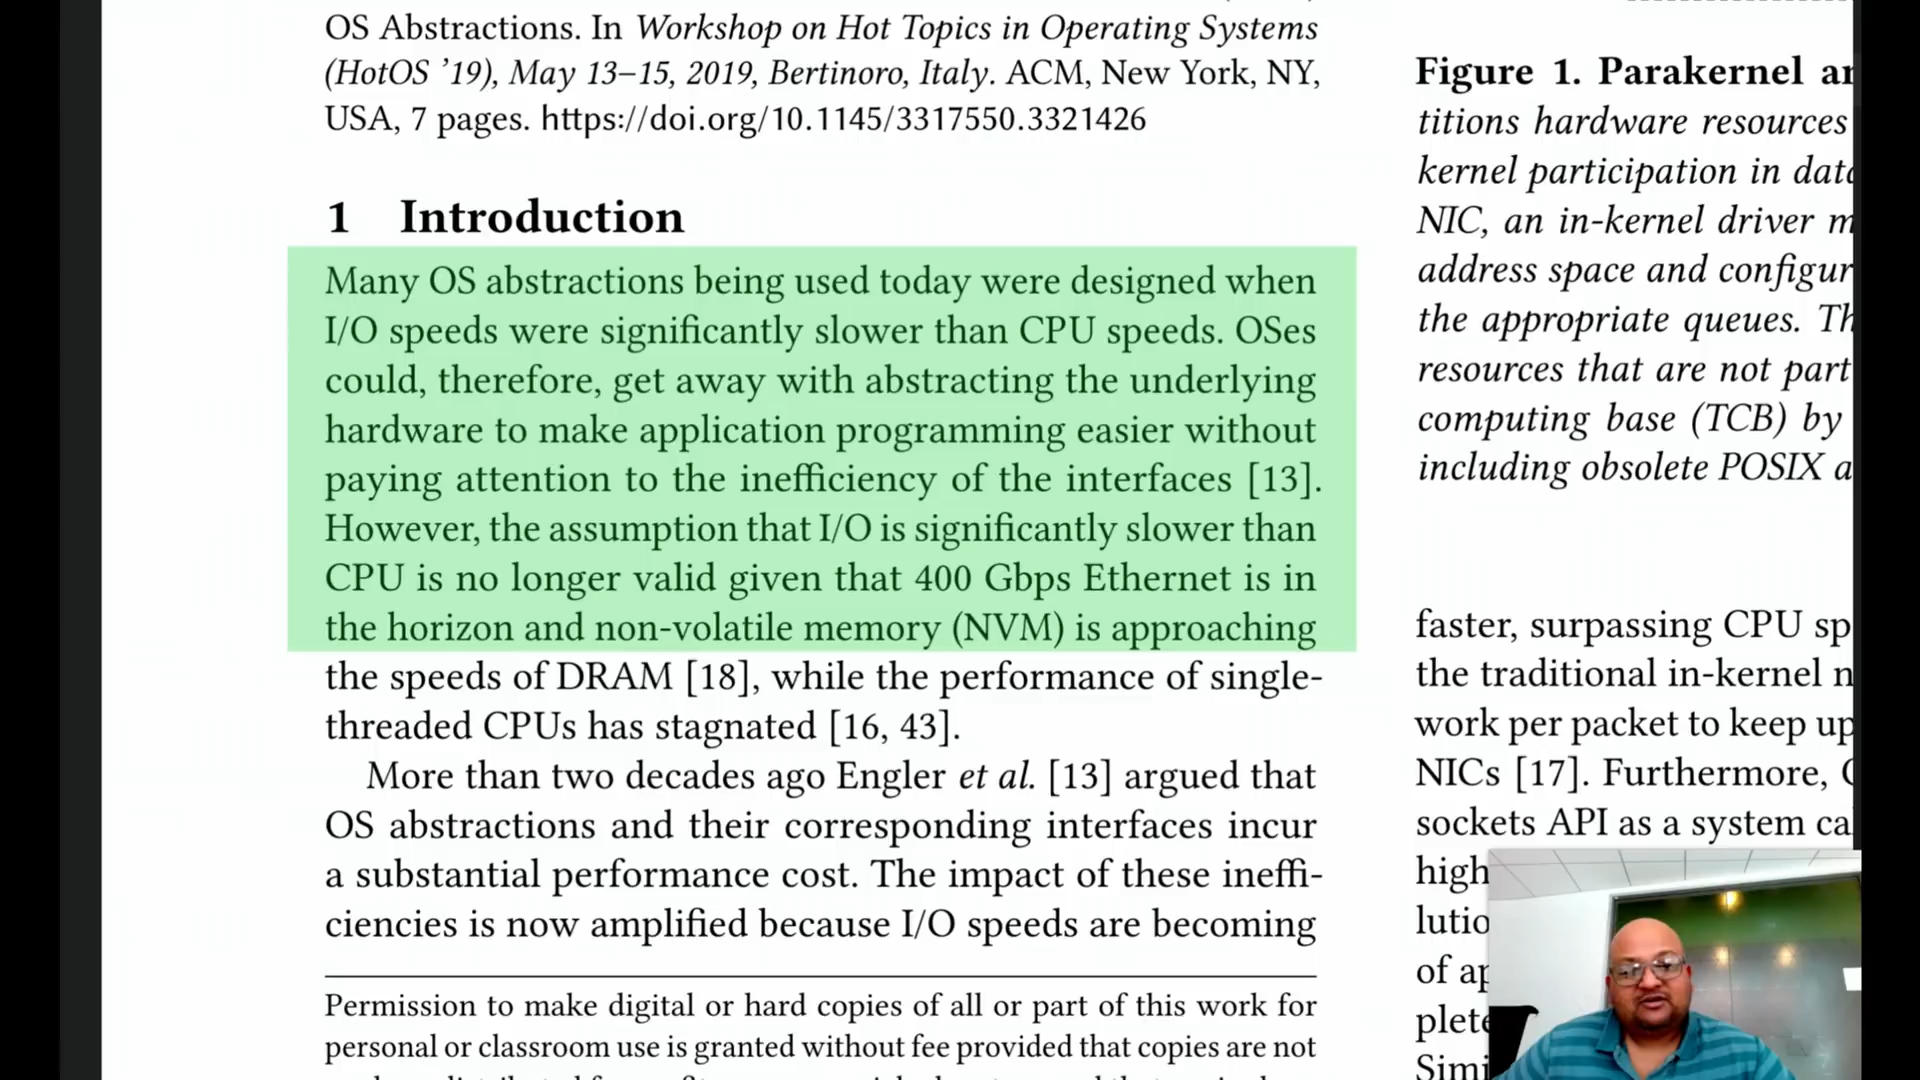 OS Abstractions. In Workshop on Hot Topics in Operating Systems
(HotOS ’19), May 13–15, 2019, Bertinoro, Italy. ACM, New York, NY,
USA, 7 pages. https://doi.org/10.1145/3317550.3321426
1 Introduction
Many OS abstractions being used today were designed when
I/O speeds were significantly slower than CPU speeds. OSes
could, therefore, get away with abstracting the underlying
hardware to make application programming easier without
paying attention to the inefficiency of the interfaces [13].
However, the assumption that I/O is significantly slower than
CPU is no longer valid given that 400 Gbps Ethernet is in
the horizon and non-volatile memory (NVM) is approaching
the speeds of DRAM [18], while the performance of single-
threaded CPUs has stagnated [16, 43].
More than two decades ago Engler et al. [13] argued that
OS abstractions and their corresponding interfaces incur
a substantial performance cost. The impact of these ineffi-
ciencies is now amplified because I/O speeds are becoming
Permission to make digital or hard copies of all or part of this work for
personal or classroom use is granted without fee provided that copies are not
Figure 1. Parakernel
titions hardware resources
kernel participation in
NIC, an in-kernel driver
address space and
the appropriate queues.
resources that are not part
computing base (TCB) by
including obsolete POSIX
faster, surpassing CPU
the traditional in-kernel
work per packet to keep up
NICs [17]. Furthermore,
sockets API as a system
high
of